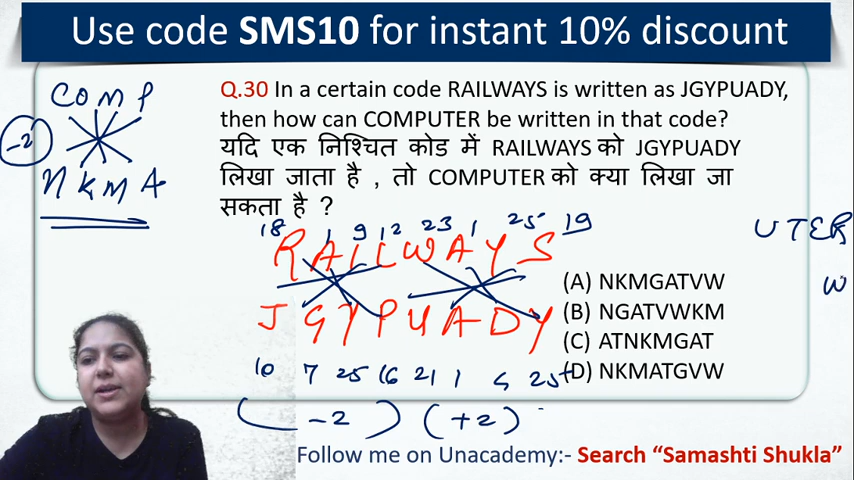 Use code SMS10 for instant 10% discount
COMP
-2
NKMA
Q.30 In a certain code RAILWAYS is written as JGYPUADY,
then how can COMPUTER be written in that code?
यदि एक निश्चित कोड में RAILWAYS को JGYPUADY
लिखा जाता है , तो COMPUTER को क्या लिखा जा
सकता है ?
18 1 9 12 23 1 25 19
RAILWAYS
JGYPUADY
10 7 25 16 21 1 4 25
( -2 ) ( +2 )
UTER
W
(A) NKMGATVW
(B) NGATVWKM
(C) ATNKMGAT
(D) NKMATGVW
Follow me on Unacademy:- Search “Samashti Shukla”